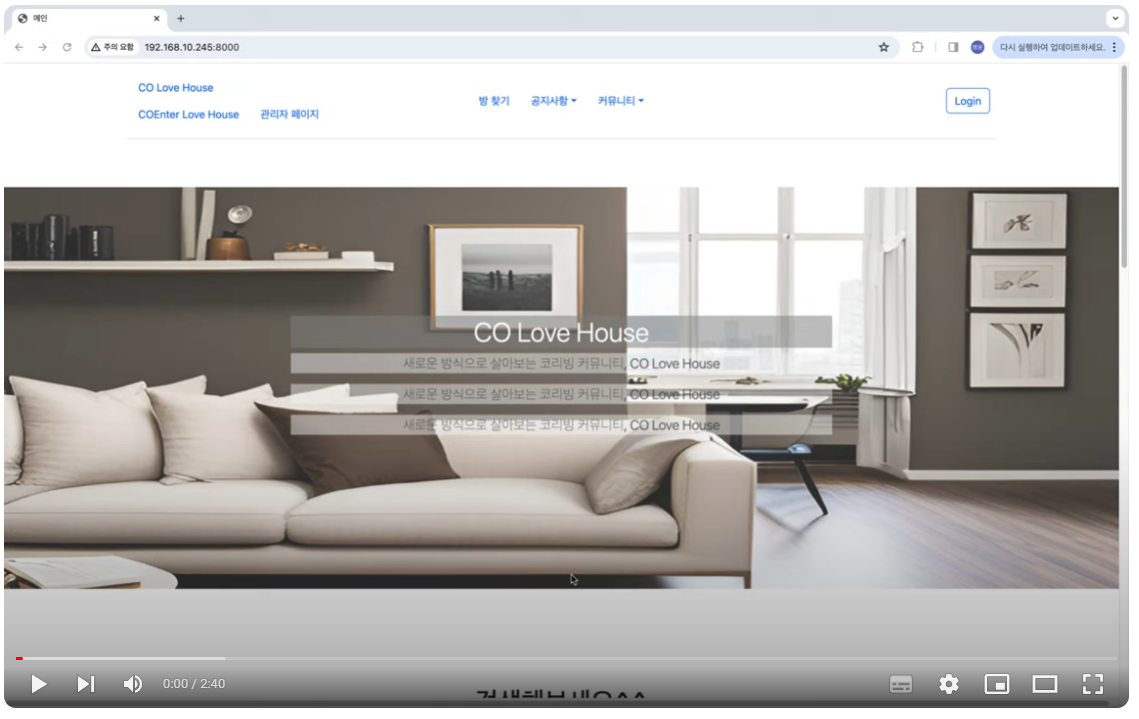 메인
주의 요함 192.168.10.245:8000
다시 실행하여 업데이트하세요.
CO Love House
COEnter Love House 관리자 페이지
방 찾기 공지사항 커뮤니티
Login
CO Love House
새로운 방식으로 살아보는 코리빙 커뮤니티, CO Love House
새로운 방식으로 살아보는 코리빙 커뮤니티, CO Love House
새로운 방식으로 살아보는 코리빙 커뮤니티, CO Love House
검색해보세요^^
0:00 / 2:40